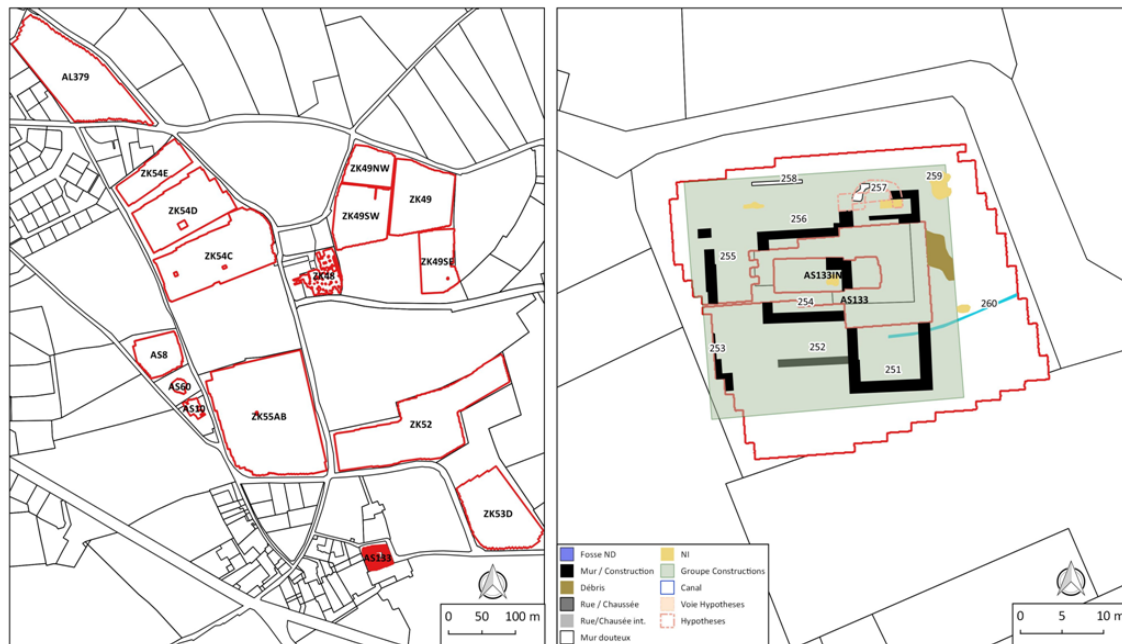 AL379
ZK54E
ZK54D
ZK54C
ZK49NW
ZK49
ZK49SW
ZK49SE
ZK48
AS8
AS60
AS10
ZK55AB
ZK52
ZK53D
AS133
0 50 100 m
258
257
259
256
255
AS133IN
254
AS133
260
253
252
251
Fosse ND
Mur / Construction
Débris
Rue / Chaussée
Rue/Chausée int.
Mur douteux
NI
Groupe Constructions
Canal
Voie Hypotheses
Hypotheses
0 5 10 m